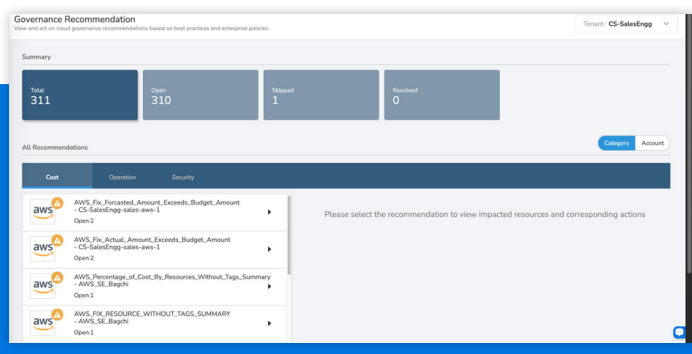 Governance Recommendation
View and act on cloud governance recommendations based on best practices and enterprise policies.
Tenant : CS-SalesEngg
Summary
Total
311
Open
310
Skipped
1
Resolved
0
All Recommendations
Category
Account
Cost
Operation
Security
aws
AWS_Fix_Forcasted_Amount_Exceeds_Budget_Amount
- CS-SalesEngg-sales-aws-1
Open:2
Please select the recommendation to view impacted resources and corresponding actions
aws
AWS_Fix_Actual_Amount_Exceeds_Budget_Amount
- CS-SalesEngg-sales-aws-1
Open:2
aws
AWS_Percentage_of_Cost_By_Resources_Without_Tags_Summary
- AWS_SE_Bagchi
Open:1
aws
AWS_FIX_RESOURCE_WITHOUT_TAGS_SUMMARY
- AWS_SE_Bagchi
Open:1